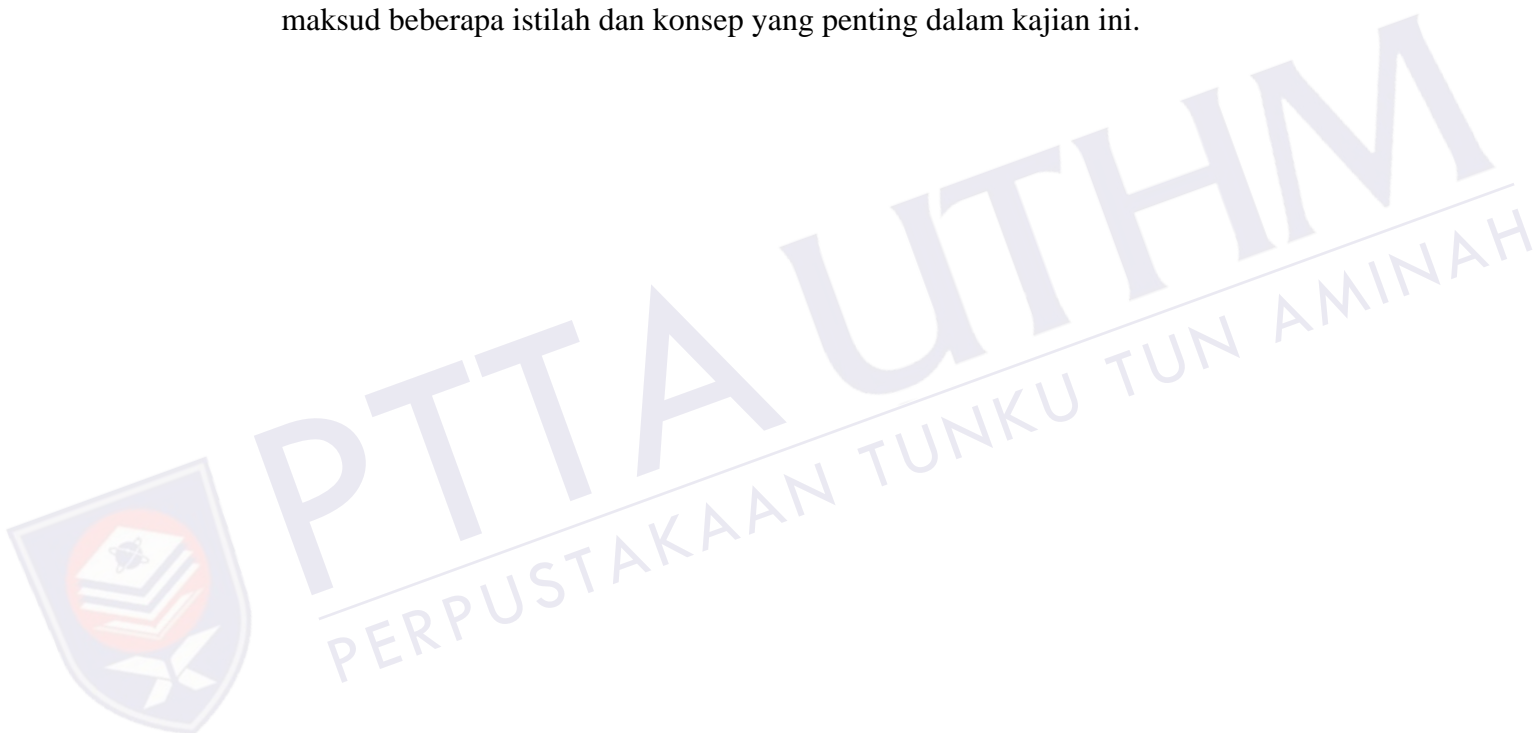 maksud beberapa istilah dan konsep yang penting dalam kajian ini.
PTTA UTHM
PERPUSTAKAAN TUNKU TUN AMINAH